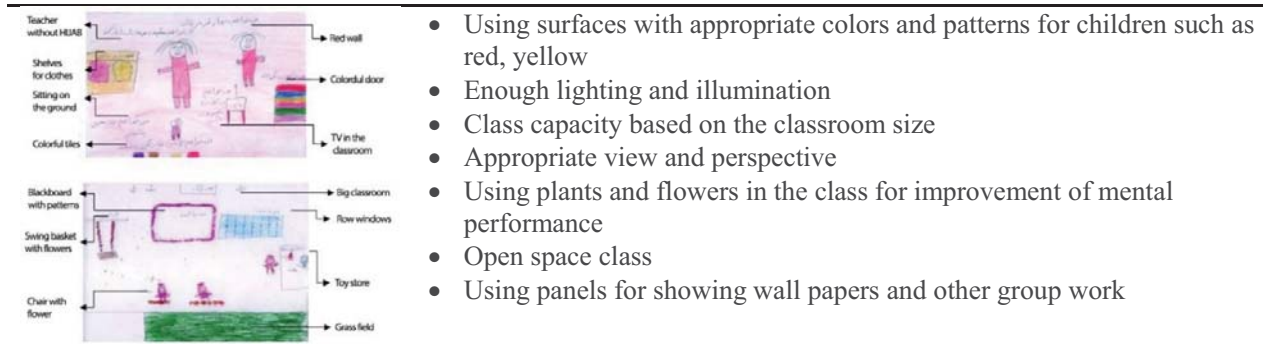 Teacher
without HIJAB
Red wall
Shelves
for clothes
Colorful door
Sitting on
the ground
TV in the
classroom
Colorful tiles
Blackboard
with patterns
Big classroom
Row windows
Swing basket
with flowers
Toy store
Chair with
flower
Grass field
• Using surfaces with appropriate colors and patterns for children such as
red, yellow
• Enough lighting and illumination
• Class capacity based on the classroom size
• Appropriate view and perspective
• Using plants and flowers in the class for improvement of mental
performance
• Open space class
• Using panels for showing wall papers and other group work